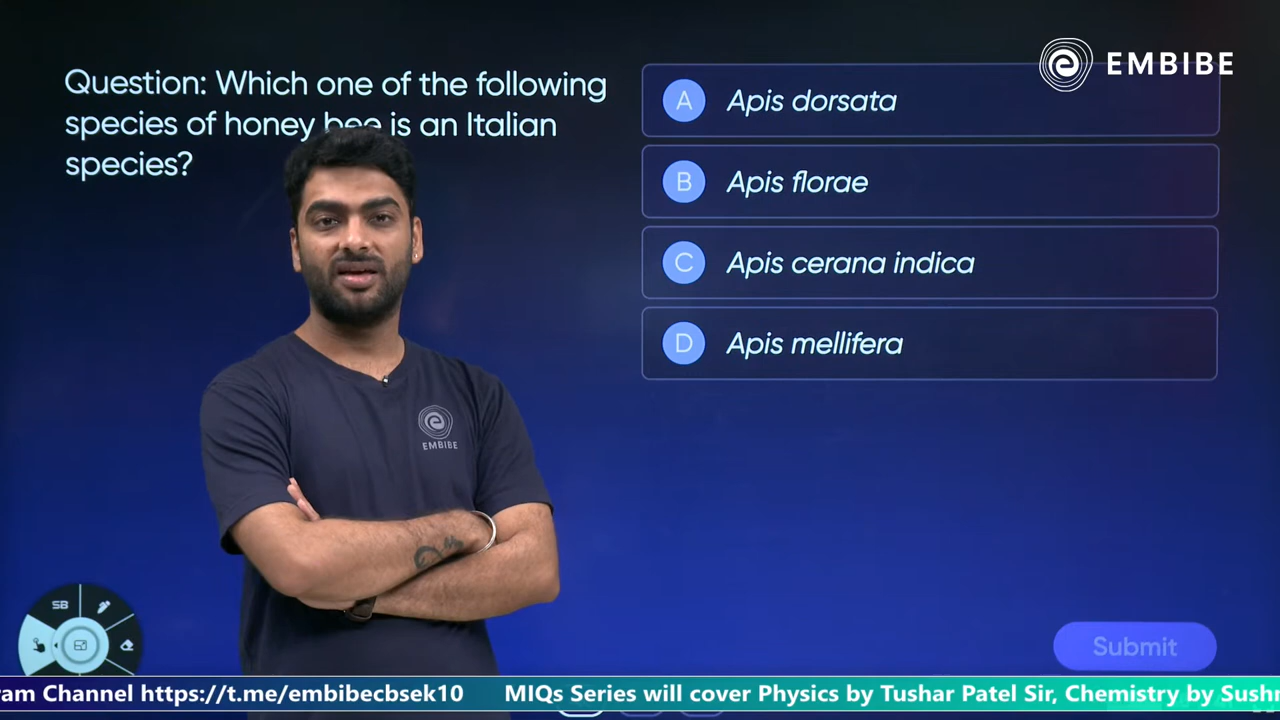 EMBIBE
Question: Which one of the following
species of honey bee is an Italian
species?
A Apis dorsata
B Apis florae
C Apis cerana indica
D Apis mellifera
EMBIBE
SB
Submit
ram Channel https://t.me/embibecbsek10 MIQs Series will cover Physics by Tushar Patel Sir, Chemistry by